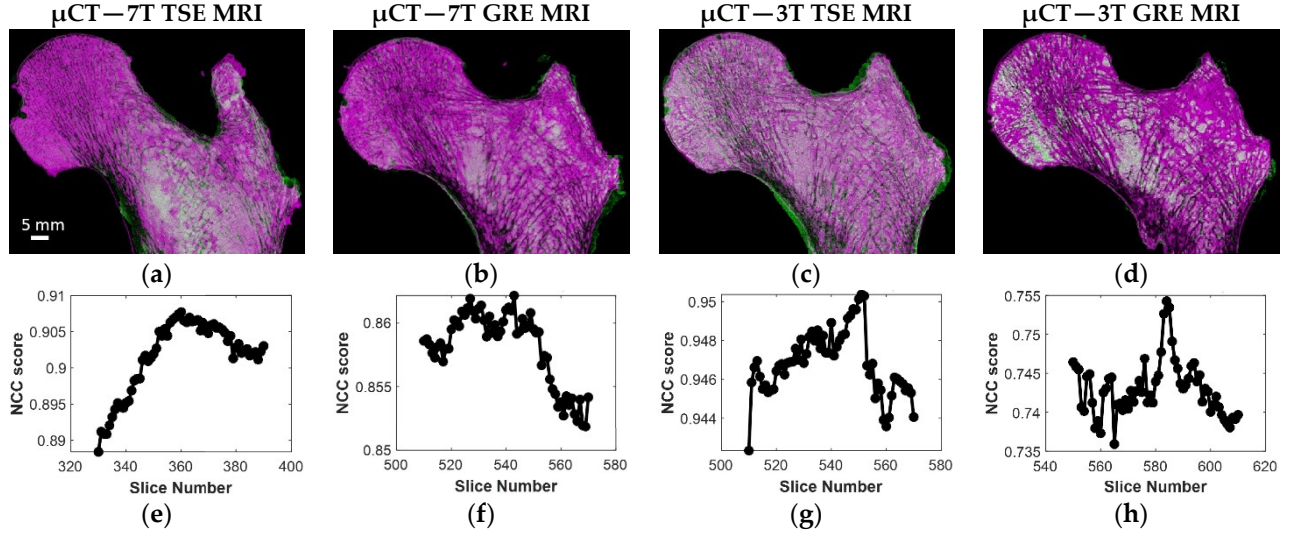 μCT—7T TSE MRI
μCT—7T GRE MRI
μCT—3T TSE MRI
μCT—3T GRE MRI
5 mm
(a)
(b)
(c)
(d)
0.91
0.905
0.9
0.895
0.89
NCC score
320
340
360
380
400
Slice Number
0.86
0.855
0.85
NCC score
500
520
540
560
580
Slice Number
0.95
0.948
0.946
0.944
NCC score
500
520
540
560
580
Slice Number
0.755
0.75
0.745
0.74
0.735
NCC score
540
560
580
600
620
Slice Number
(e)
(f)
(g)
(h)